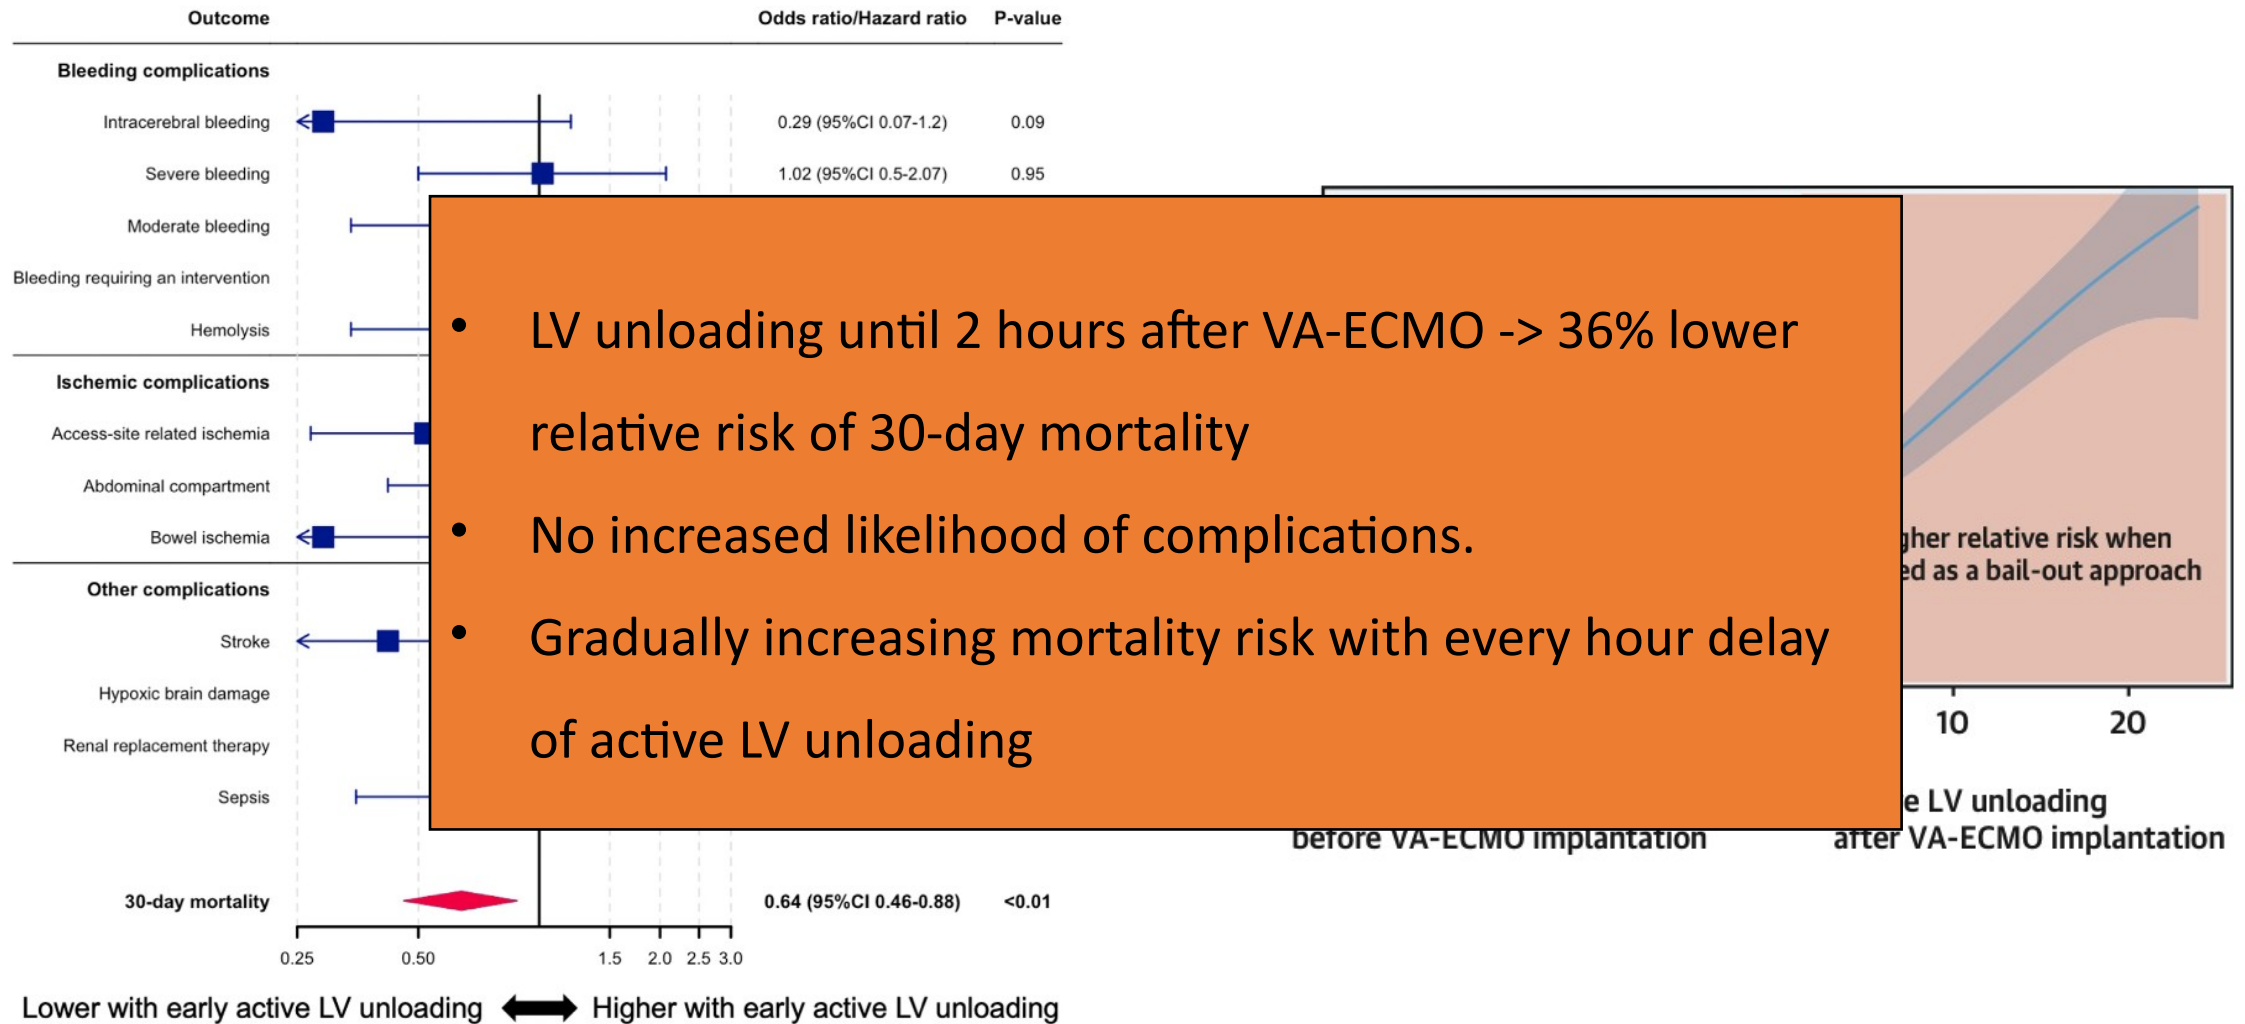 Outcome Odds ratio/Hazard ratio P-value
Bleeding complications
Intracerebral bleeding 0.29 (95%CI 0.07-1.2) 0.09
Severe bleeding 1.02 (95%CI 0.5-2.07) 0.95
Moderate bleeding
Bleeding requiring an intervention
Hemolysis
Ischemic complications
Access-site related ischemia
Abdominal compartment
Bowel ischemia
Other complications
Stroke
Hypoxic brain damage
Renal replacement therapy
Sepsis
30-day mortality 0.64 (95%CI 0.46-0.88) <0.01
0.25 0.50 1.5 2.0 2.5 3.0
Lower with early active LV unloading Higher with early active LV unloading
• LV unloading until 2 hours after VA-ECMO -> 36% lower
relative risk of 30-day mortality
• No increased likelihood of complications.
• Gradually increasing mortality risk with every hour delay
of active LV unloading
relative risk when
as a bail-out approach
10 20
LV unloading
before VA-ECMO implantation
after VA-ECMO implantation